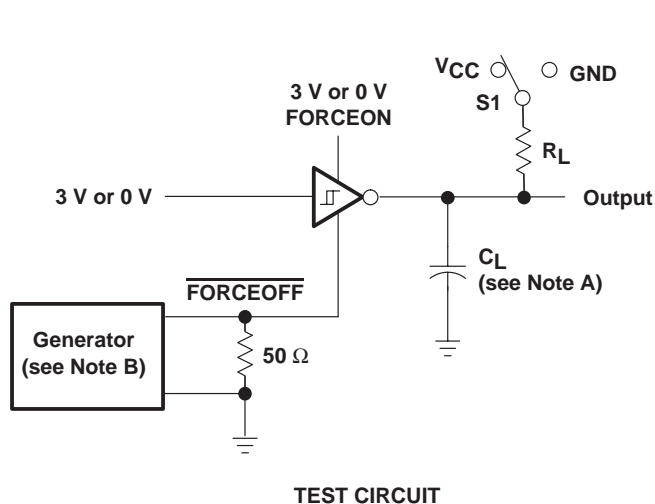 VCC
GND
S1
3 V or 0 V
FORCEON
RL
3 V or 0 V
Output
CL
(see Note A)
FORCEOFF
Generator
(see Note B)
50 Ω
TEST CIRCUIT